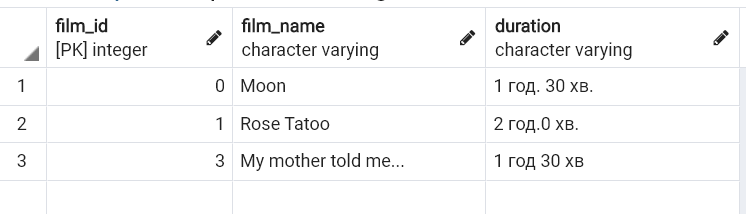 film_id film_name duration
[PK] integer character varying character varying
1 0 Moon 1 год. 30 хв.
2 1 Rose Tatoo 2 год.0 хв.
3 3 My mother told me... 1 год 30 хв